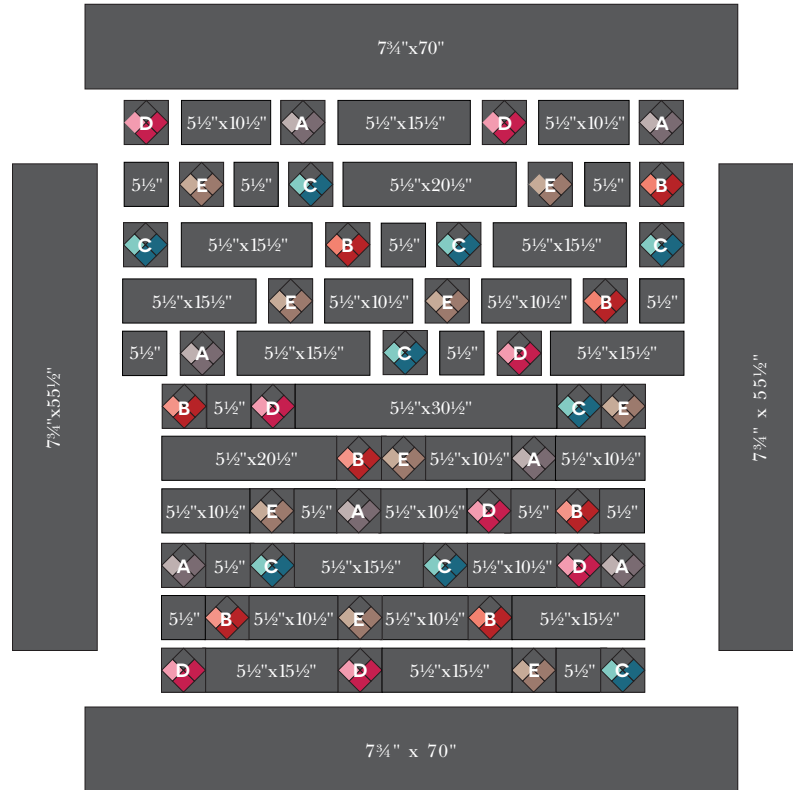 7¾"x70"
D 5½"x10½" A 5½"x15½" D 5½"x10½" A
5½" E 5½" C 5½"x20½" E 5½" B
C 5½"x15½" B 5½" C 5½"x15½" C
5½"x15½" E 5½"x10½" E 5½"x10½" B 5½"
5½" A 5½"x15½" C 5½" D 5½"x15½"
7¾"x55½"
7¾" x 55½"
B 5½" D 5½"x30½" C E
5½"x20½" B E 5½"x10½" A 5½"x10½"
5½"x10½" E 5½" A 5½"x10½" D 5½" B 5½"
A 5½" C 5½"x15½" C 5½"x10½" D A
5½" B 5½"x10½" E 5½"x10½" B 5½"x15½"
D 5½"x15½" D 5½"x15½" E 5½" C
7¾" x 70"